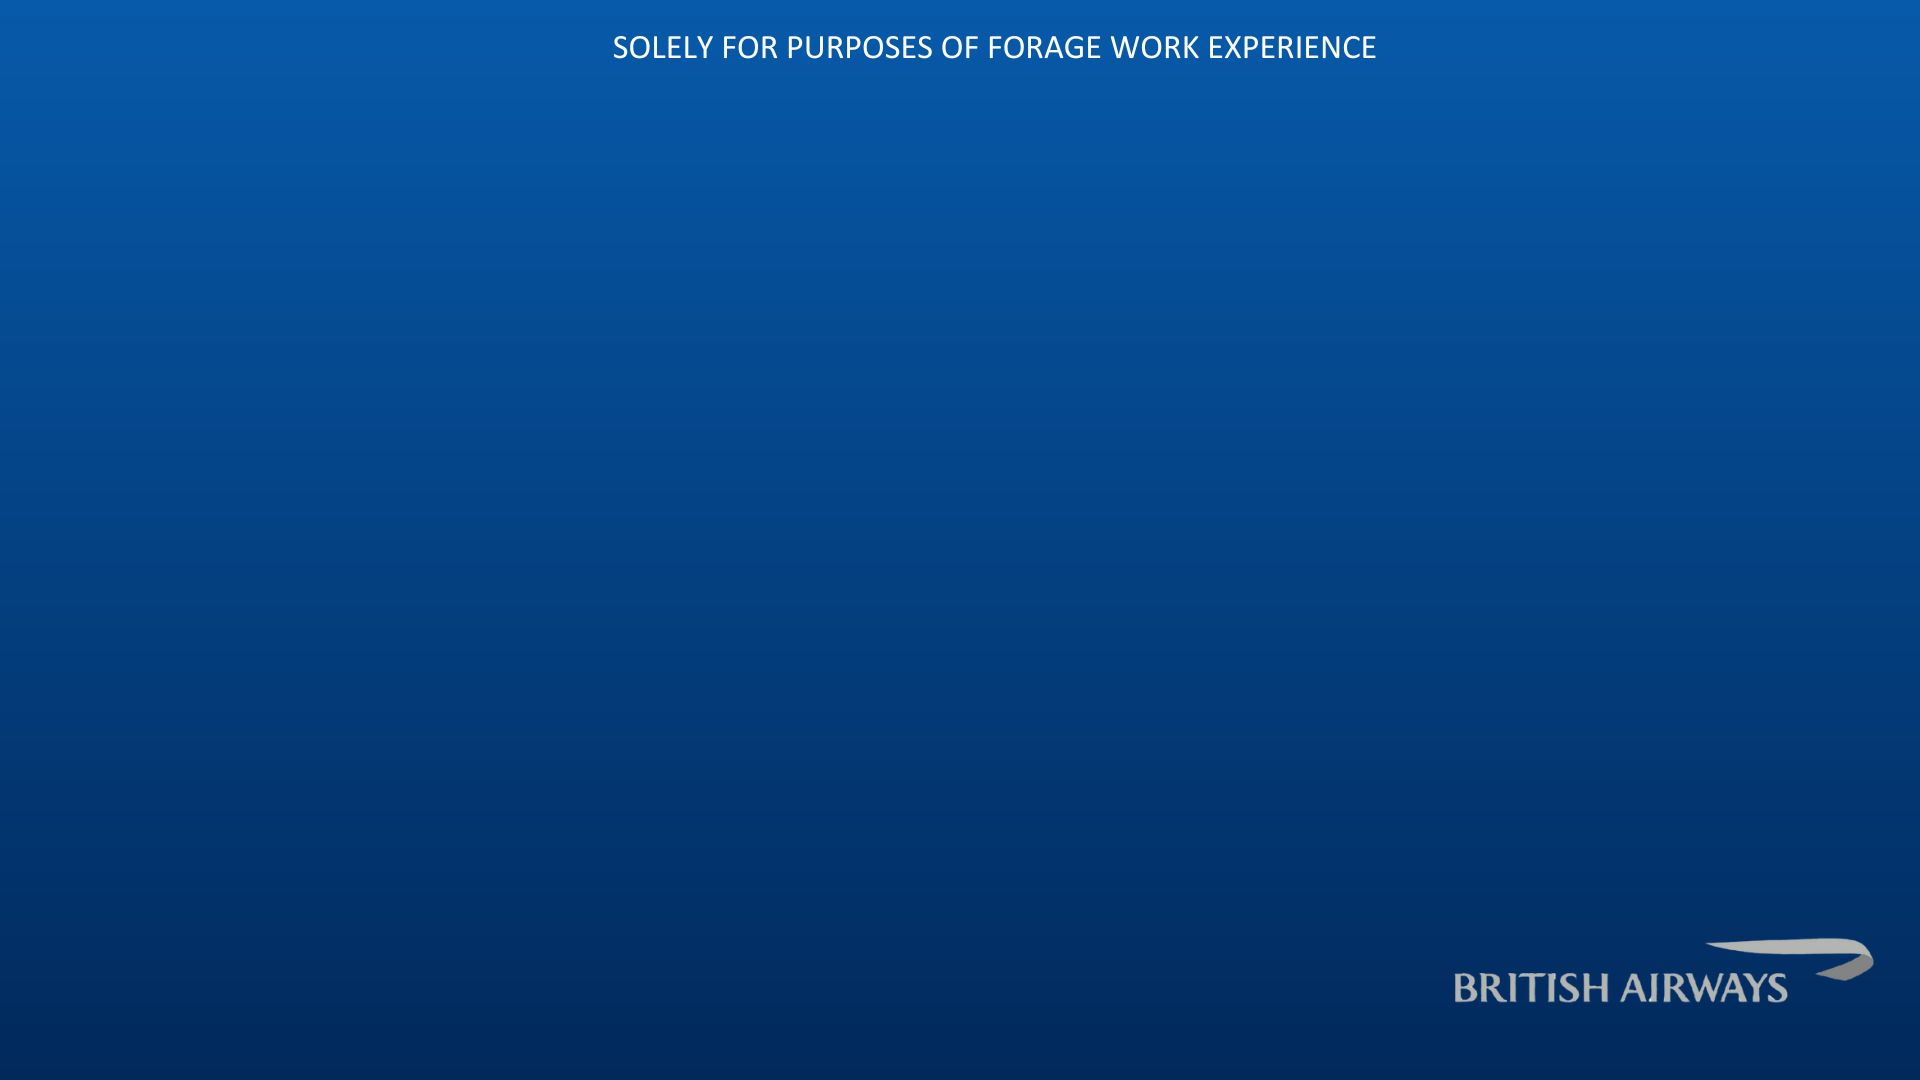 SOLELY FOR PURPOSES OF FORAGE WORK EXPERIENCE
BRITISH AIRWAYS